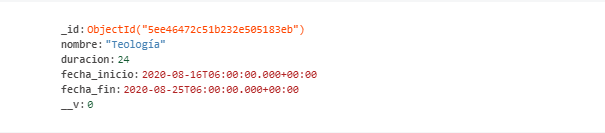 _id: ObjectId("5ee46472c51b232e505183eb")
nombre: "Teología"
duracion: 24
fecha_inicio: 2020-08-16T06:00:00.000+00:00
fecha_fin: 2020-08-25T06:00:00.000+00:00
__v: 0